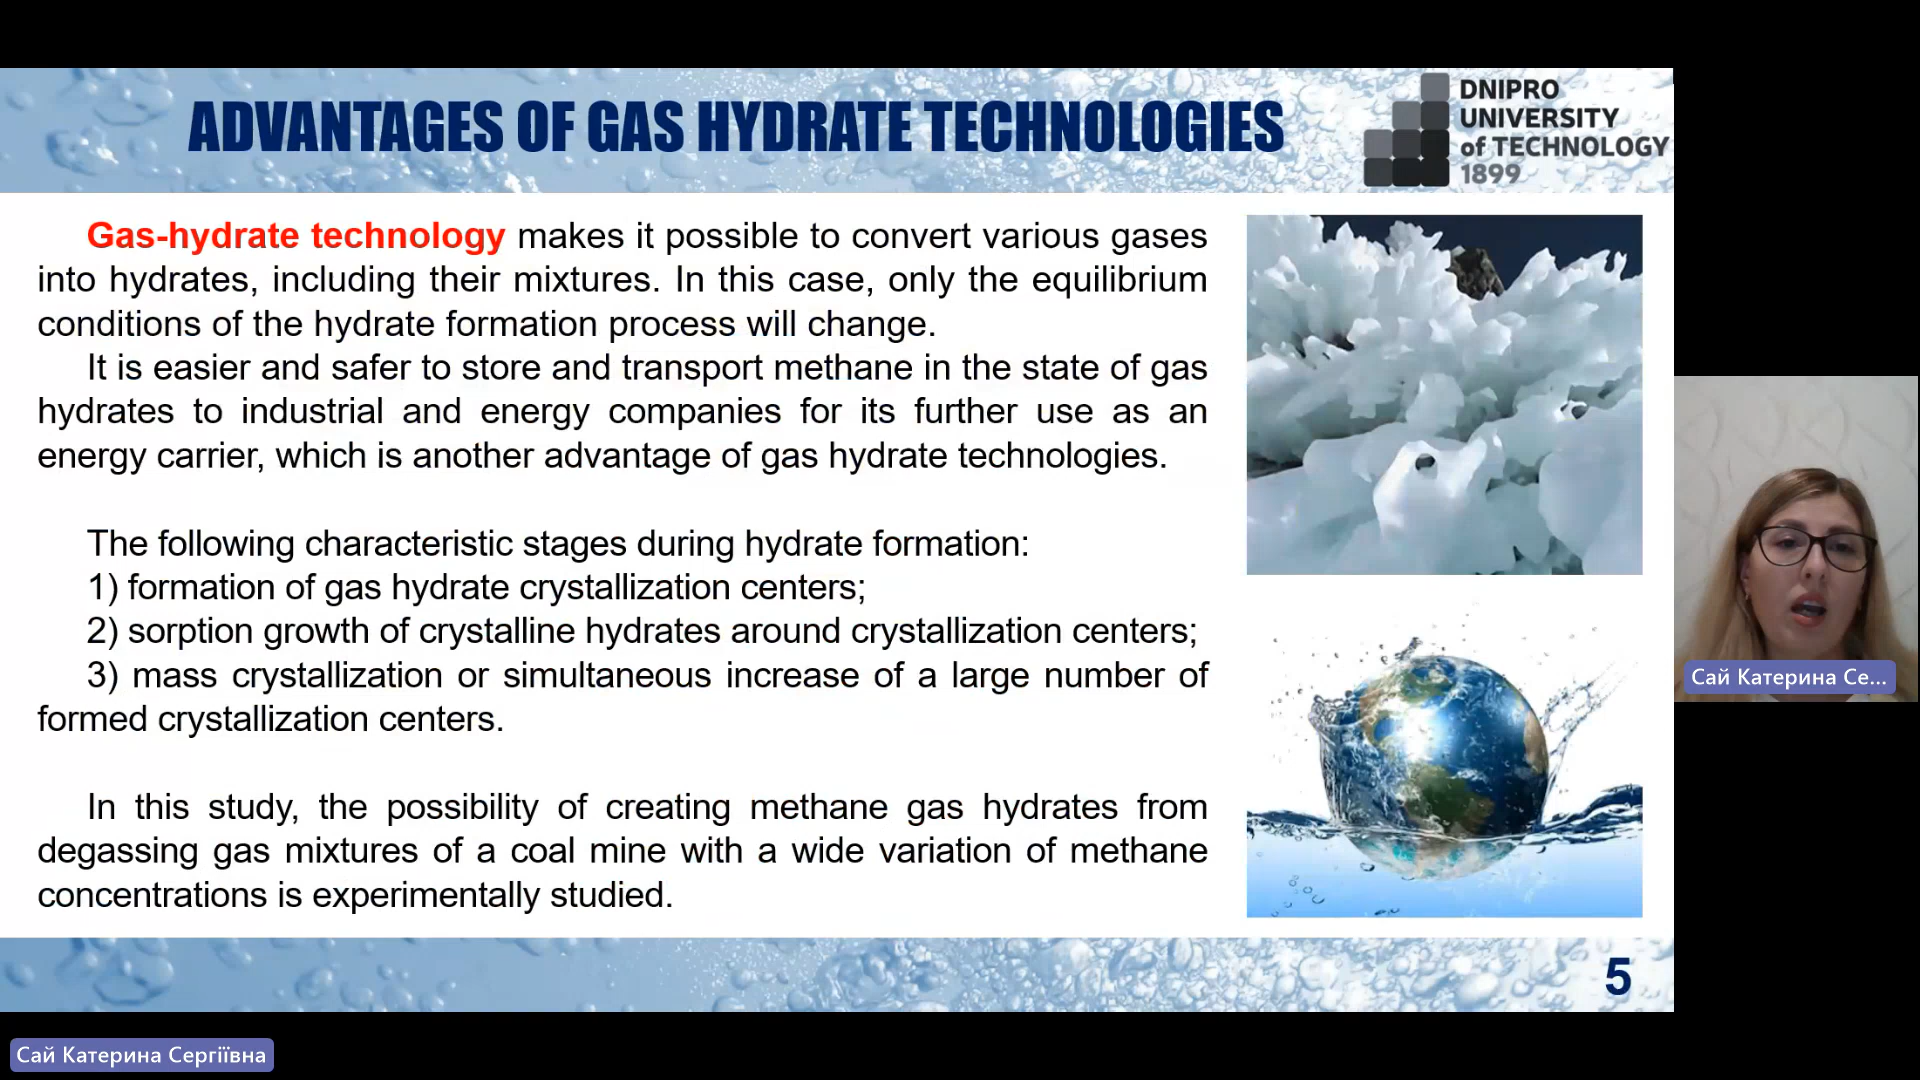 ADVANTAGES OF GAS HYDRATE TECHNOLOGIES
DNIPRO
UNIVERSITY
of TECHNOLOGY
1899
Gas-hydrate technology makes it possible to convert various gases
into hydrates, including their mixtures. In this case, only the equilibrium
conditions of the hydrate formation process will change.
It is easier and safer to store and transport methane in the state of gas
hydrates to industrial and energy companies for its further use as an
energy carrier, which is another advantage of gas hydrate technologies.
The following characteristic stages during hydrate formation:
1) formation of gas hydrate crystallization centers;
2) sorption growth of crystalline hydrates around crystallization centers;
3) mass crystallization or simultaneous increase of a large number of
formed crystallization centers.
In this study, the possibility of creating methane gas hydrates from
degassing gas mixtures of a coal mine with a wide variation of methane
concentrations is experimentally studied.
5
Сай Катерина Се...
Сай Катерина Сергіївна